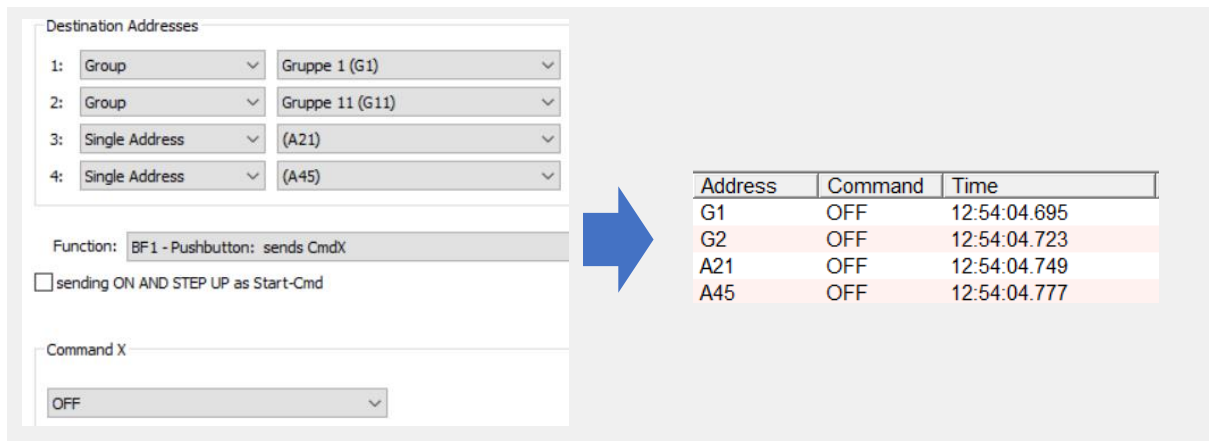 Destination Addresses
1: Group Gruppe 1 (G1)
2: Group Gruppe 11 (G11)
3: Single Address (A21)
4: Single Address (A45)
Function: BF1 - Pushbutton: sends CmdX
sending ON AND STEP UP as Start-Cmd
Command X
OFF
Address Command Time
G1 OFF 12:54:04.695
G2 OFF 12:54:04.723
A21 OFF 12:54:04.749
A45 OFF 12:54:04.777